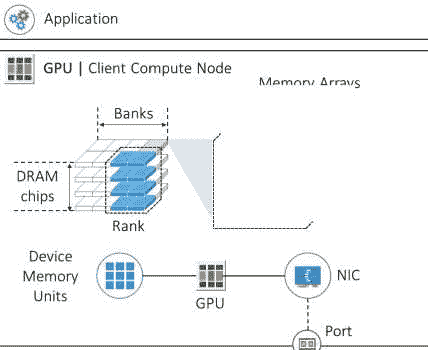 Application
GPU | Client Compute Node
Memory Arrays
Banks
DRAM
chips
Rank
Device
Memory
Units
GPU
NIC
Port